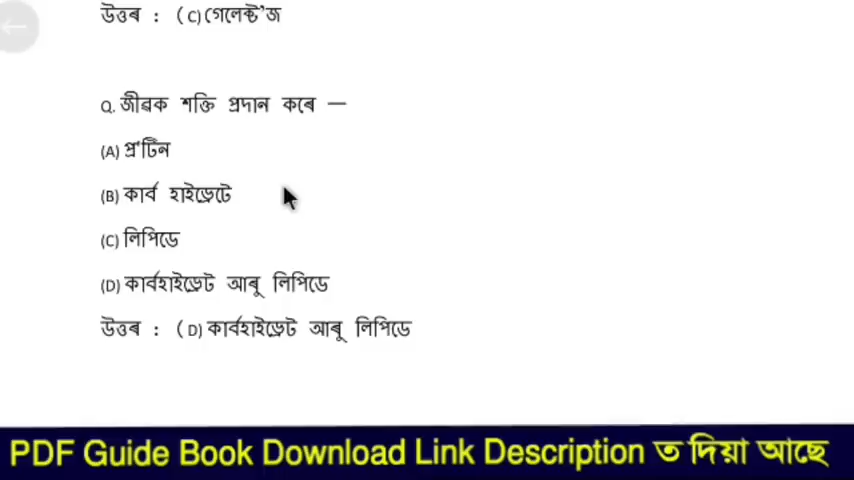 উত্তৰ : (C) গেলেক্ট'জ
Q. জীৱক শক্তি প্ৰদান কৰে —
(A) প্ৰ'টিন
(B) কাৰ্ব হাইড্ৰেটে
(C) লিপিডে
(D) কাৰ্বহাইড্ৰেট আৰু লিপিডে
উত্তৰ : (D) কাৰ্বহাইড্ৰেট আৰু লিপিডে
PDF Guide Book Download Link Description ত দিয়া আছে